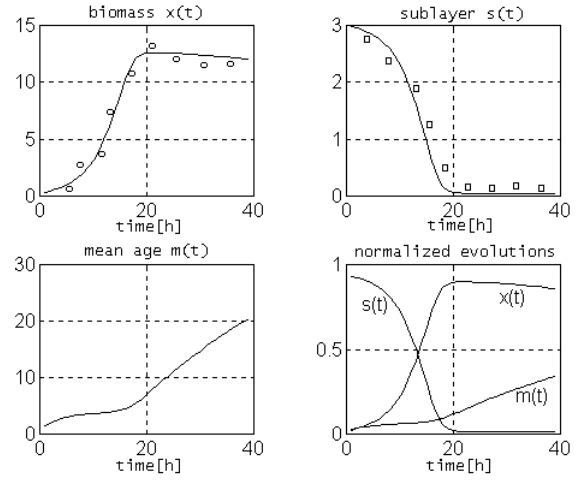 biomass x(t)
15
10
5
0
0 20 40
time[h]
sublayer s(t)
3
2
1
0
0 20 40
time[h]
mean age m(t)
30
20
10
0
0 20 40
time[h]
normalized evolutions
1
s(t)
x(t)
0.5
m(t)
0
0 20 40
time[h]